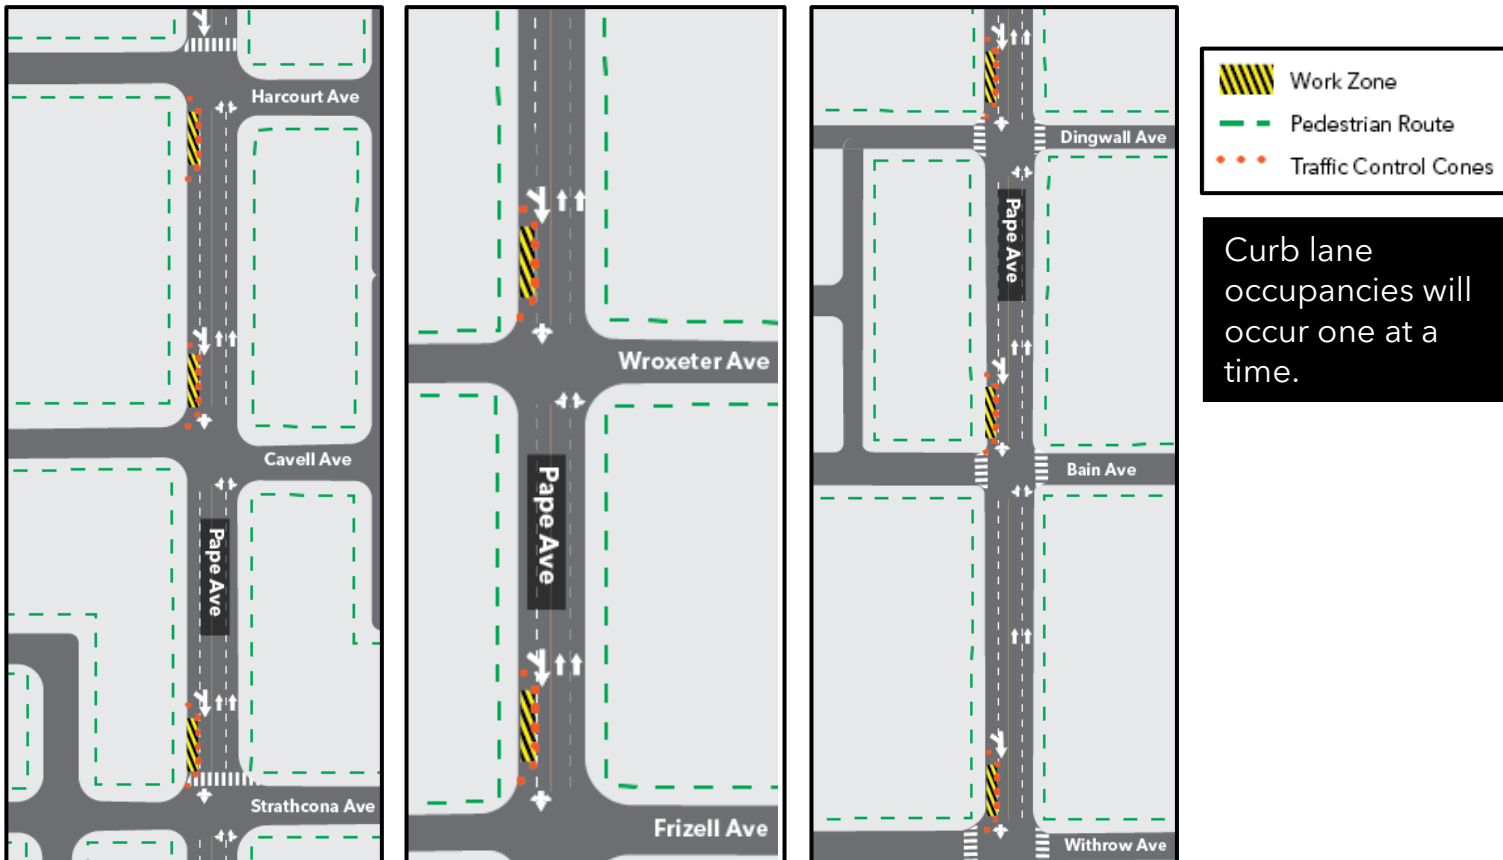 Harcourt Ave
Cavell Ave
Pape Ave
Strathcona Ave
Wroxeter Ave
Pape Ave
Frizell Ave
Dingwall Ave
Pape Ave
Bain Ave
Withrow Ave
Work Zone
Pedestrian Route
Traffic Control Cones
Curb lane
occupancies will
occur one at a
time.